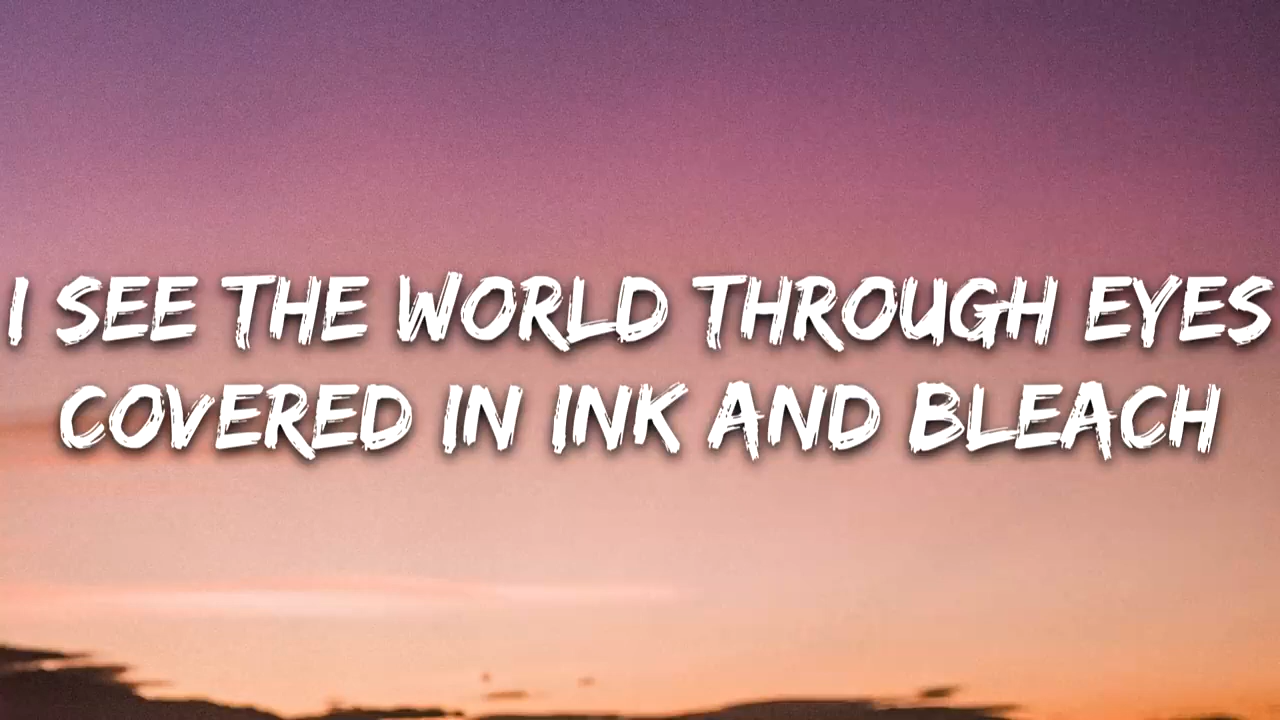 I SEE THE WORLD THROUGH EYES
COVERED IN INK AND BLEACH